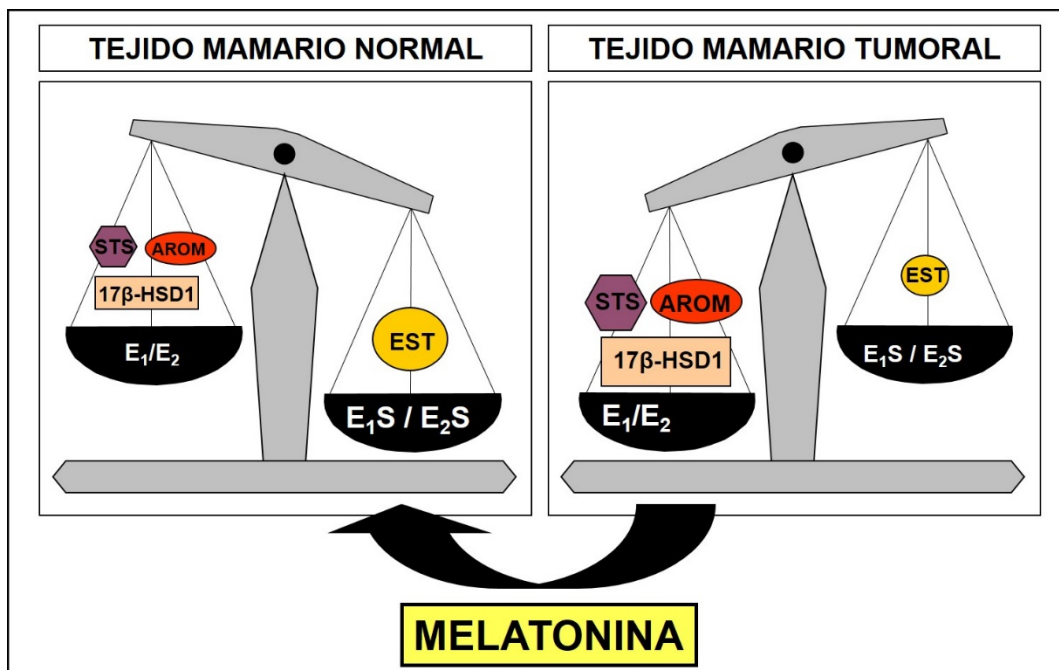 TEJIDO MAMARIO NORMAL
STS
AROM
17β-HSD1
E₁/E₂
EST
E₁S / E₂S
TEJIDO MAMARIO TUMORAL
STS
AROM
17β-HSD1
E₁/E₂
EST
E₁S / E₂S
MELATONINA